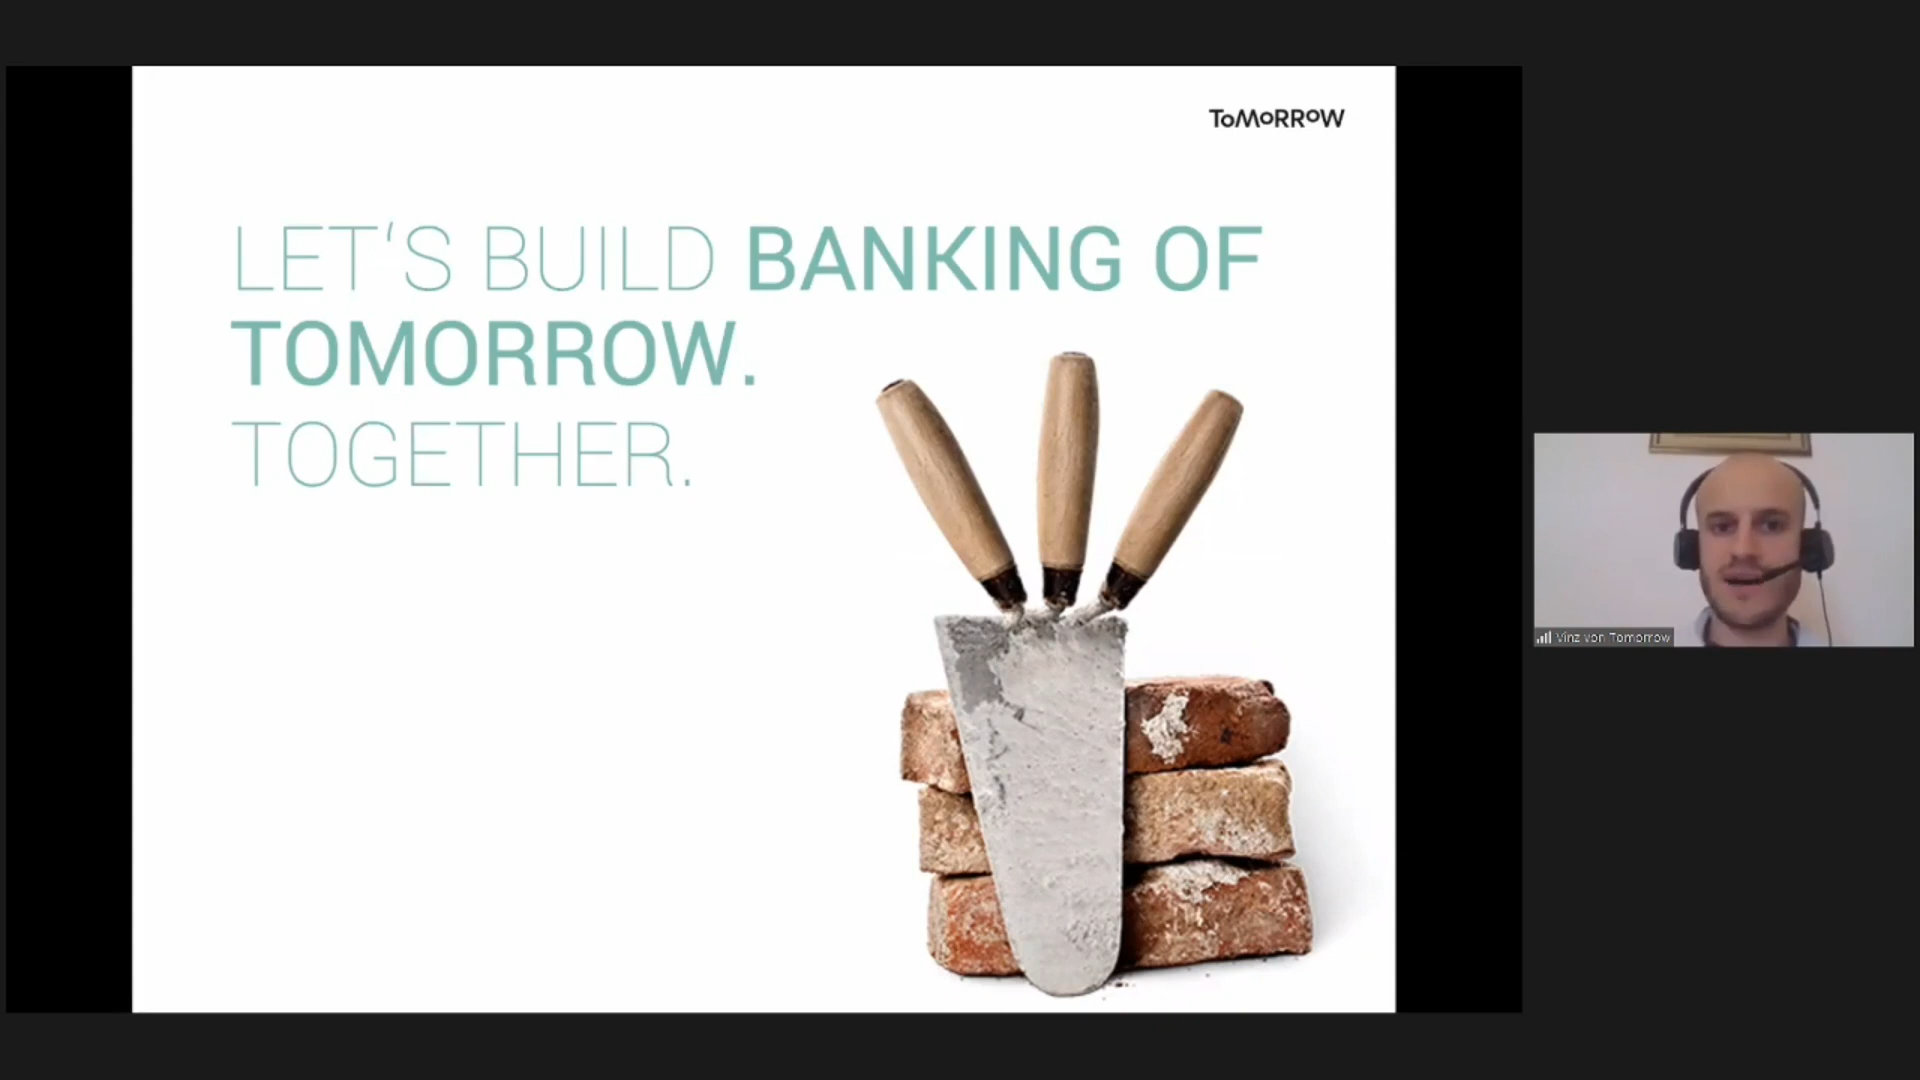 ToMoRRoW
LET‘S BUILD BANKING OF
TOMORROW.
TOGETHER.
Vinz von Tomorrow